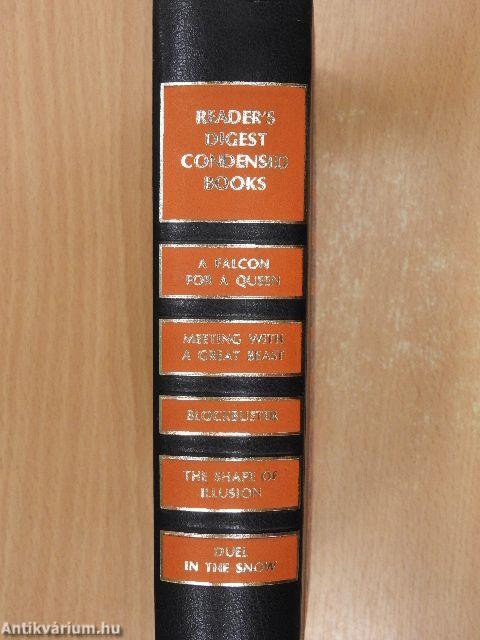 READER'S
DIGEST
CONDENSED
BOOKS
A FALCON
FOR A QUEEN
MEETING WITH
A GREAT BEAST
BLOCKBUSTER
THE SHAPE OF
ILLUSION
DUEL
IN THE SNOW
Antikvárium.hu